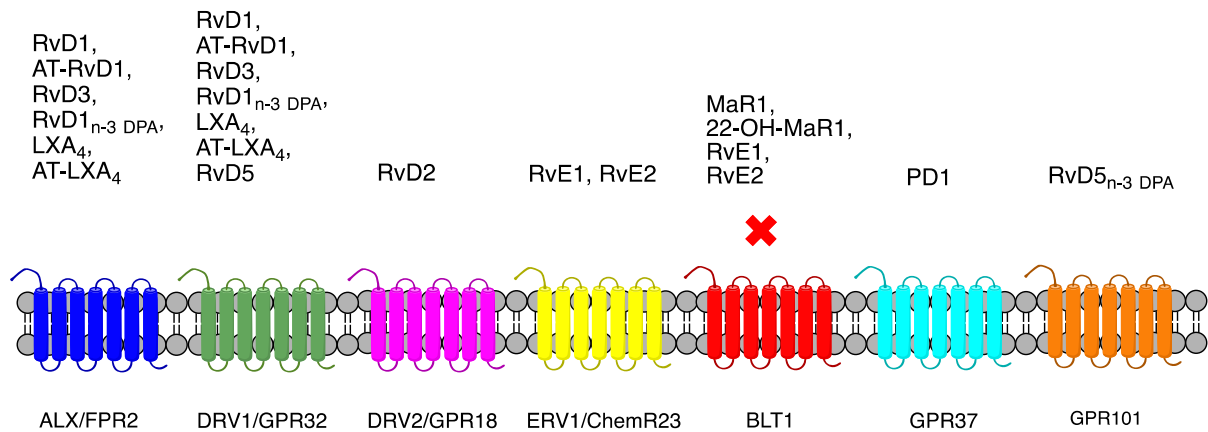 RvD1,
AT-RvD1,
RvD3,
RvD1n-3 DPA,
LXA4,
AT-LXA4
RvD1,
AT-RvD1,
RvD3,
RvD1n-3 DPA,
LXA4,
AT-LXA4,
RvD5
RvD2
RvE1, RvE2
MaR1,
22-OH-MaR1,
RvE1,
RvE2
PD1
RvD5n-3 DPA
ALX/FPR2
DRV1/GPR32
DRV2/GPR18
ERV1/ChemR23
BLT1
GPR37
GPR101